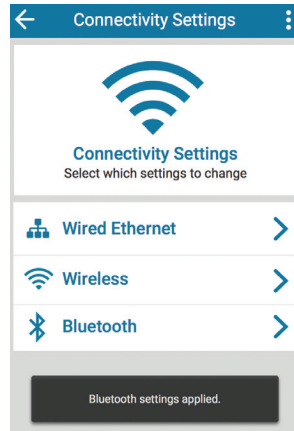 Connectivity Settings
Connectivity Settings
Select which settings to change
Wired Ethernet
Wireless
Bluetooth
Bluetooth settings applied.